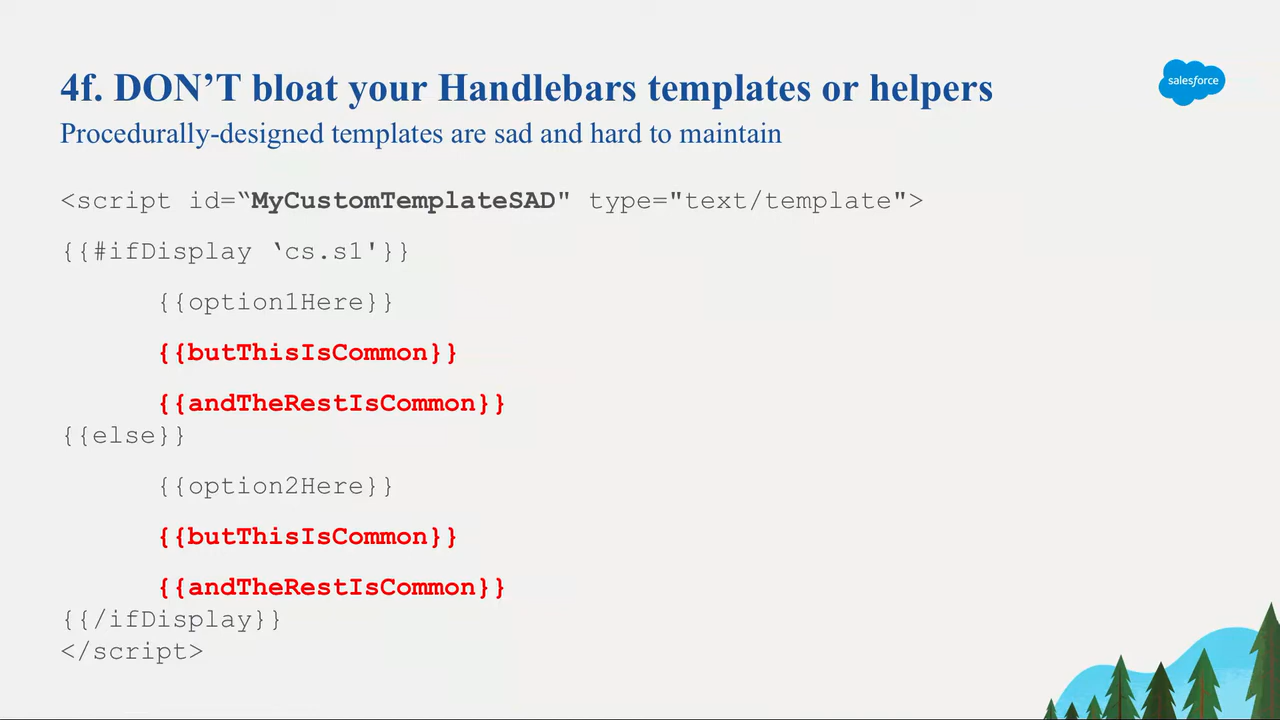 4f. DON’T bloat your Handlebars templates or helpers
salesforce
Procedurally-designed templates are sad and hard to maintain
<script id=“MyCustomTemplateSAD" type="text/template">
{{#ifDisplay ‘cs.s1'}}
{{option1Here}}
{{butThisIsCommon}}
{{andTheRestIsCommon}}
{{else}}
{{option2Here}}
{{butThisIsCommon}}
{{andTheRestIsCommon}}
{{/ifDisplay}}
</script>